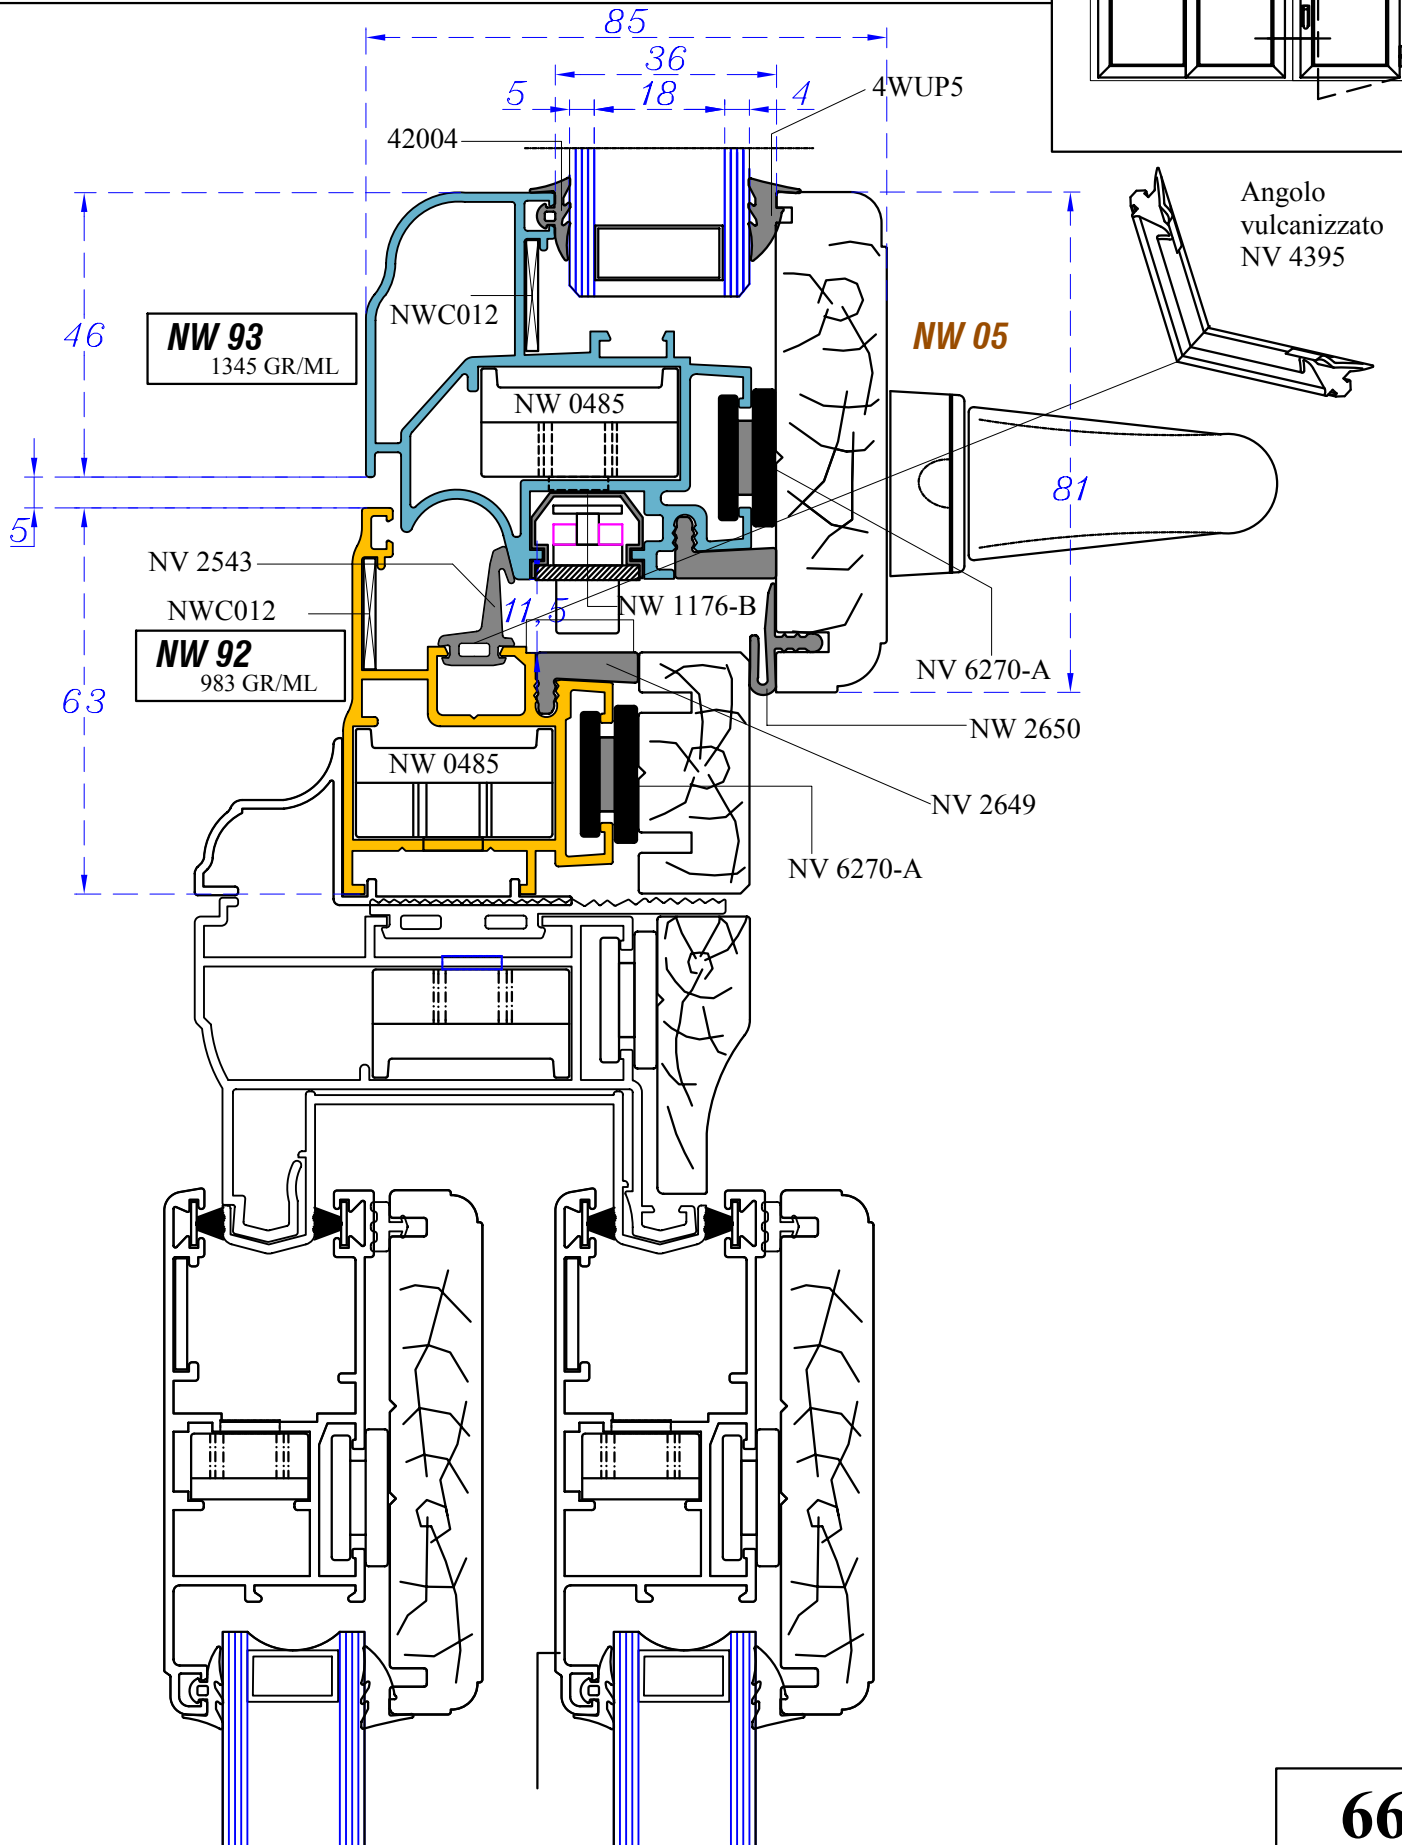 85
36
5
18
4
4WUP5
42004
Angolo
vulcanizzato
NV 4395
46
NWC012
NW 93
1345 GR/ML
NW 05
NW 0485
81
5
NV 2543
NWC012
11,5
NW 1176-B
NW 92
983 GR/ML
NV 6270-A
63
NW 2650
NW 0485
NV 2649
NV 6270-A
66